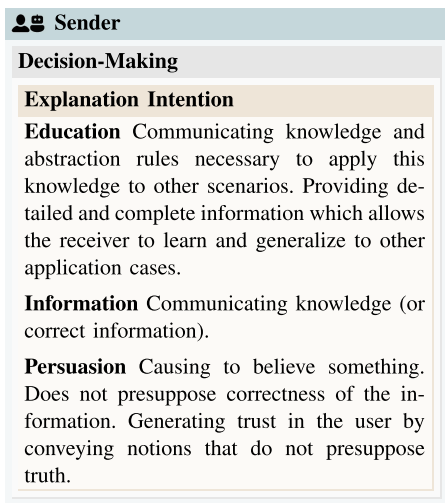 Sender
Decision-Making
Explanation Intention
Education Communicating knowledge and
abstraction rules necessary to apply this
knowledge to other scenarios. Providing de-
tailed and complete information which allows
the receiver to learn and generalize to other
application cases.
Information Communicating knowledge (or
correct information).
Persuasion Causing to believe something.
Does not presuppose correctness of the in-
formation. Generating trust in the user by
conveying notions that do not presuppose
truth.